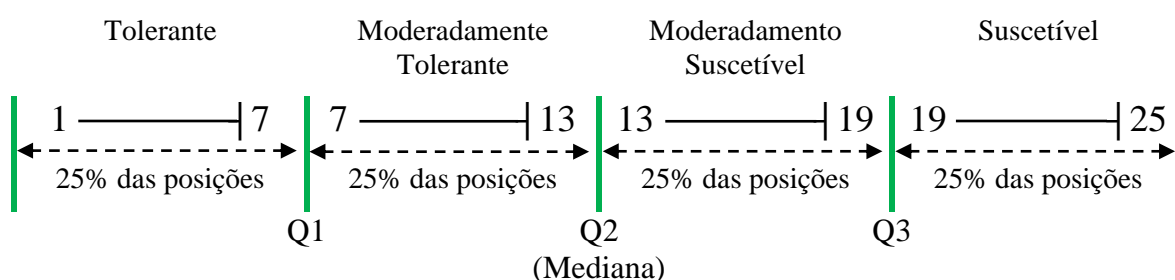 Tolerante
Moderadamente
Tolerante
Moderadamento
Suscetível
Suscetível
1 7
7 13
13 19
19 25
25% das posições
25% das posições
25% das posições
25% das posições
Q1
Q2
(Mediana)
Q3